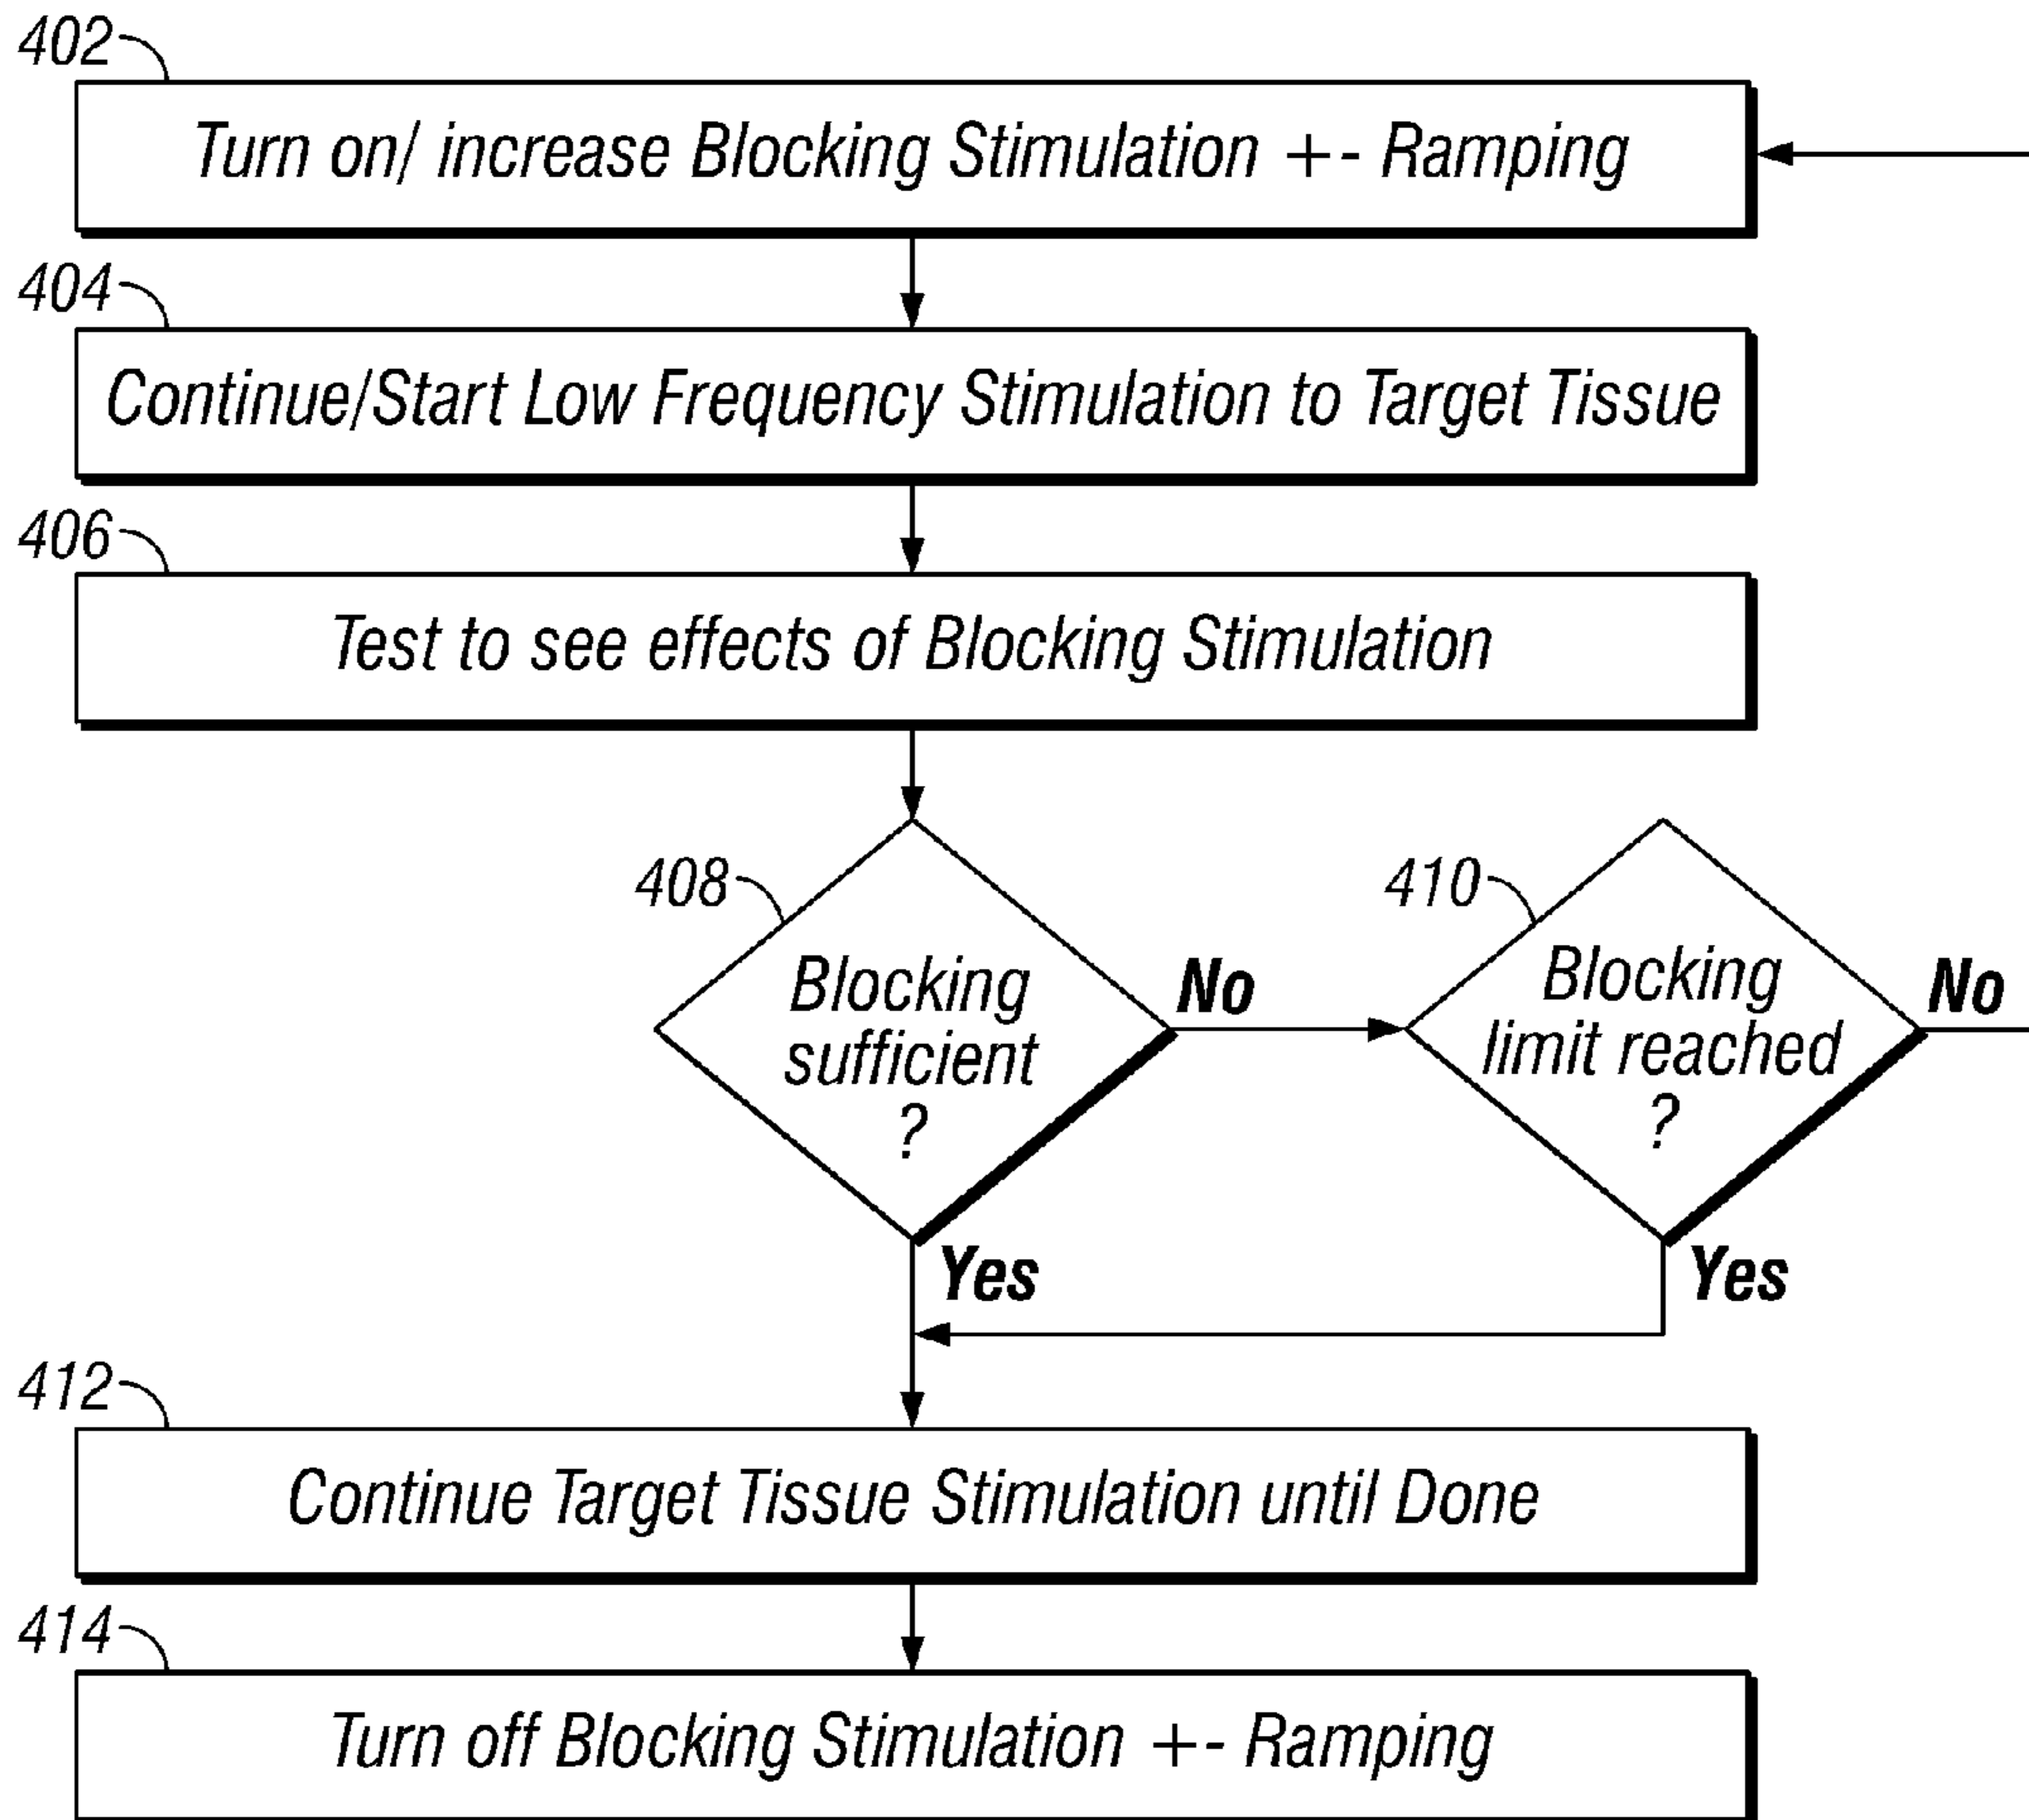 402
Turn on/ increase Blocking Stimulation +- Ramping
404
Continue/Start Low Frequency Stimulation to Target Tissue
406
Test to see effects of Blocking Stimulation
408
Blocking
sufficient
?
No
Yes
410
Blocking
limit reached
?
No
Yes
412
Continue Target Tissue Stimulation until Done
414
Turn off Blocking Stimulation +- Ramping